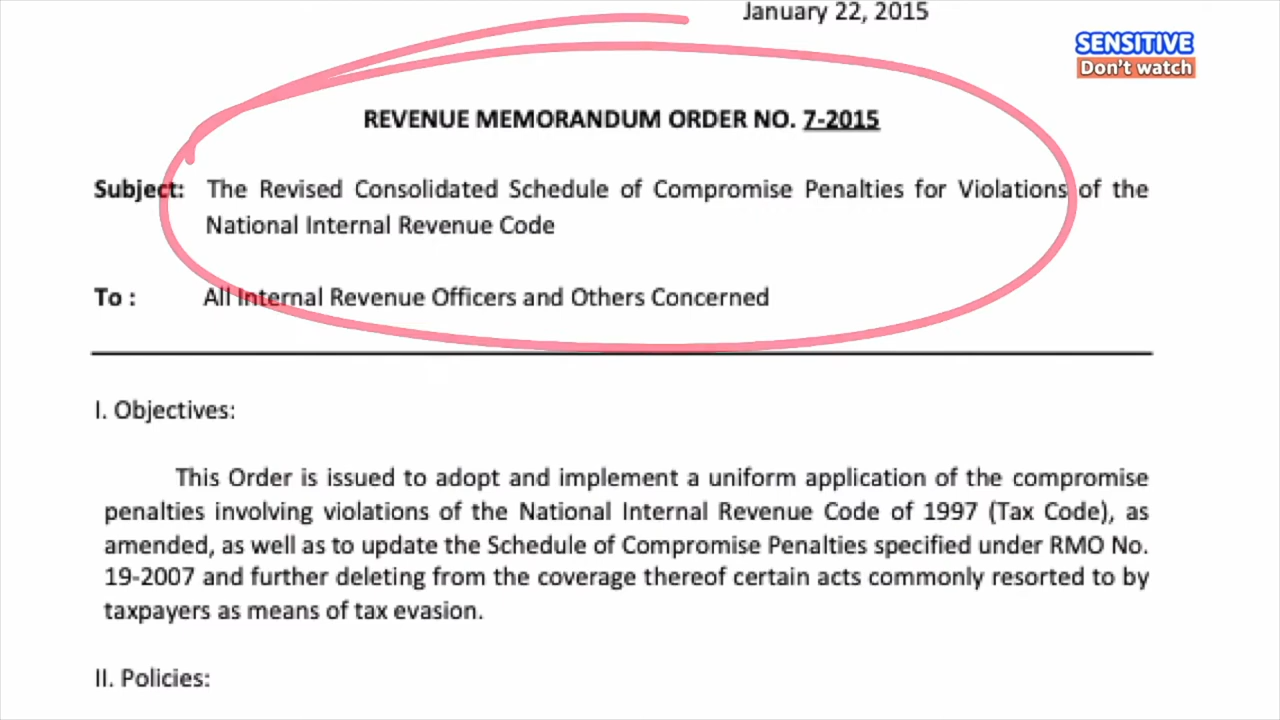 January 22, 2015
SENSITIVE
Don't watch
REVENUE MEMORANDUM ORDER NO. 7-2015
Subject: The Revised Consolidated Schedule of Compromise Penalties for Violations of the
National Internal Revenue Code
To : All Internal Revenue Officers and Others Concerned
I. Objectives:
This Order is issued to adopt and implement a uniform application of the compromise
penalties involving violations of the National Internal Revenue Code of 1997 (Tax Code), as
amended, as well as to update the Schedule of Compromise Penalties specified under RMO No.
19-2007 and further deleting from the coverage thereof certain acts commonly resorted to by
taxpayers as means of tax evasion.
II. Policies: